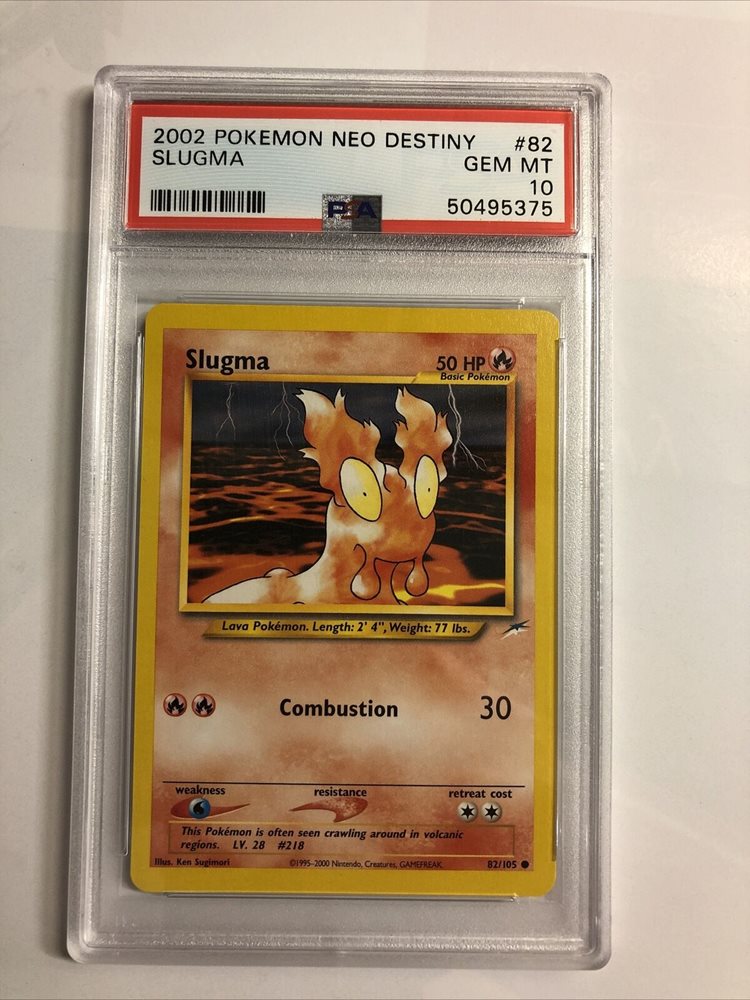 2002 POKEMON NEO DESTINY #82
SLUGMA GEM MT
10
50495375
PSA
Slugma 50 HP
Basic Pokémon
Lava Pokémon. Length: 2' 4", Weight: 77 lbs.
Combustion 30
weakness resistance retreat cost
This Pokémon is often seen crawling around in volcanic
regions. LV. 28 #218
Illus. Ken Sugimori ©1995-2000 Nintendo, Creatures, GAMEFREAK. 82/105